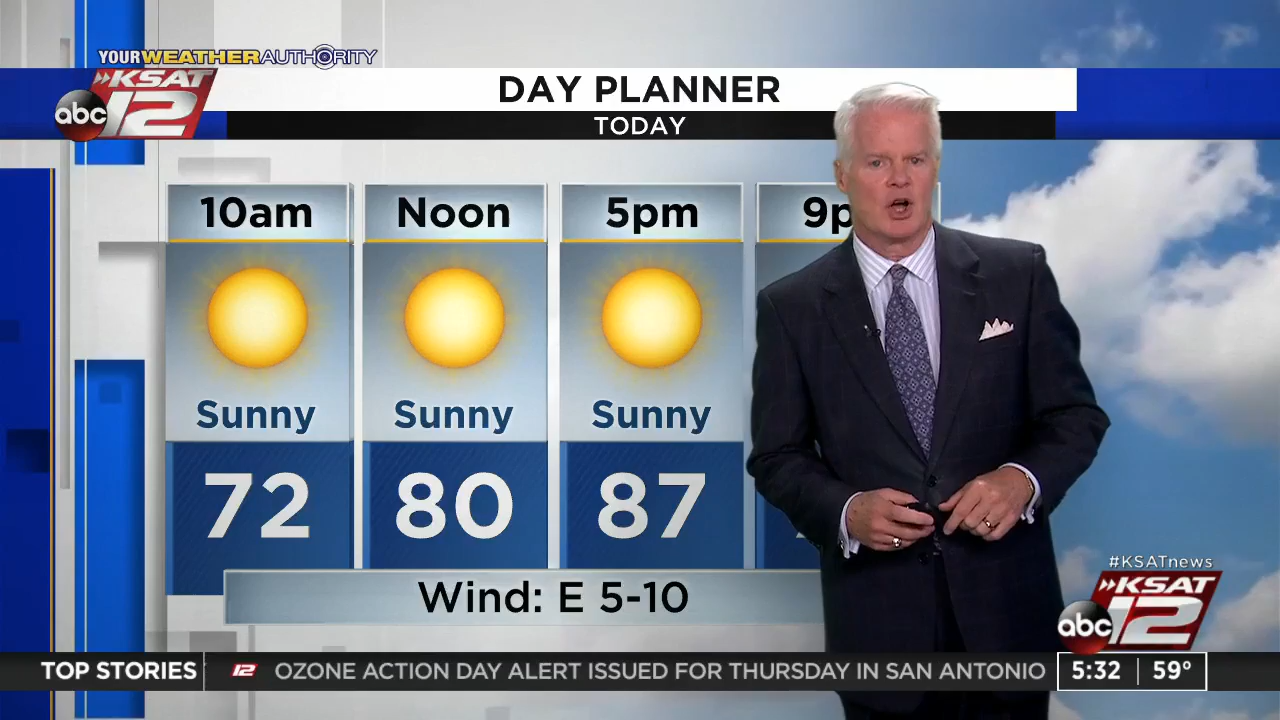 YOURWEATHERAUTHORITY
KSAT
abc 12
DAY PLANNER
TODAY
10am
Noon
5pm
Sunny
Sunny
Sunny
72
80
87
Wind: E 5-10
#KSATnews
KSAT
abc 12
TOP STORIES 12 OZONE ACTION DAY ALERT ISSUED FOR THURSDAY IN SAN ANTONIO 5:32 59°